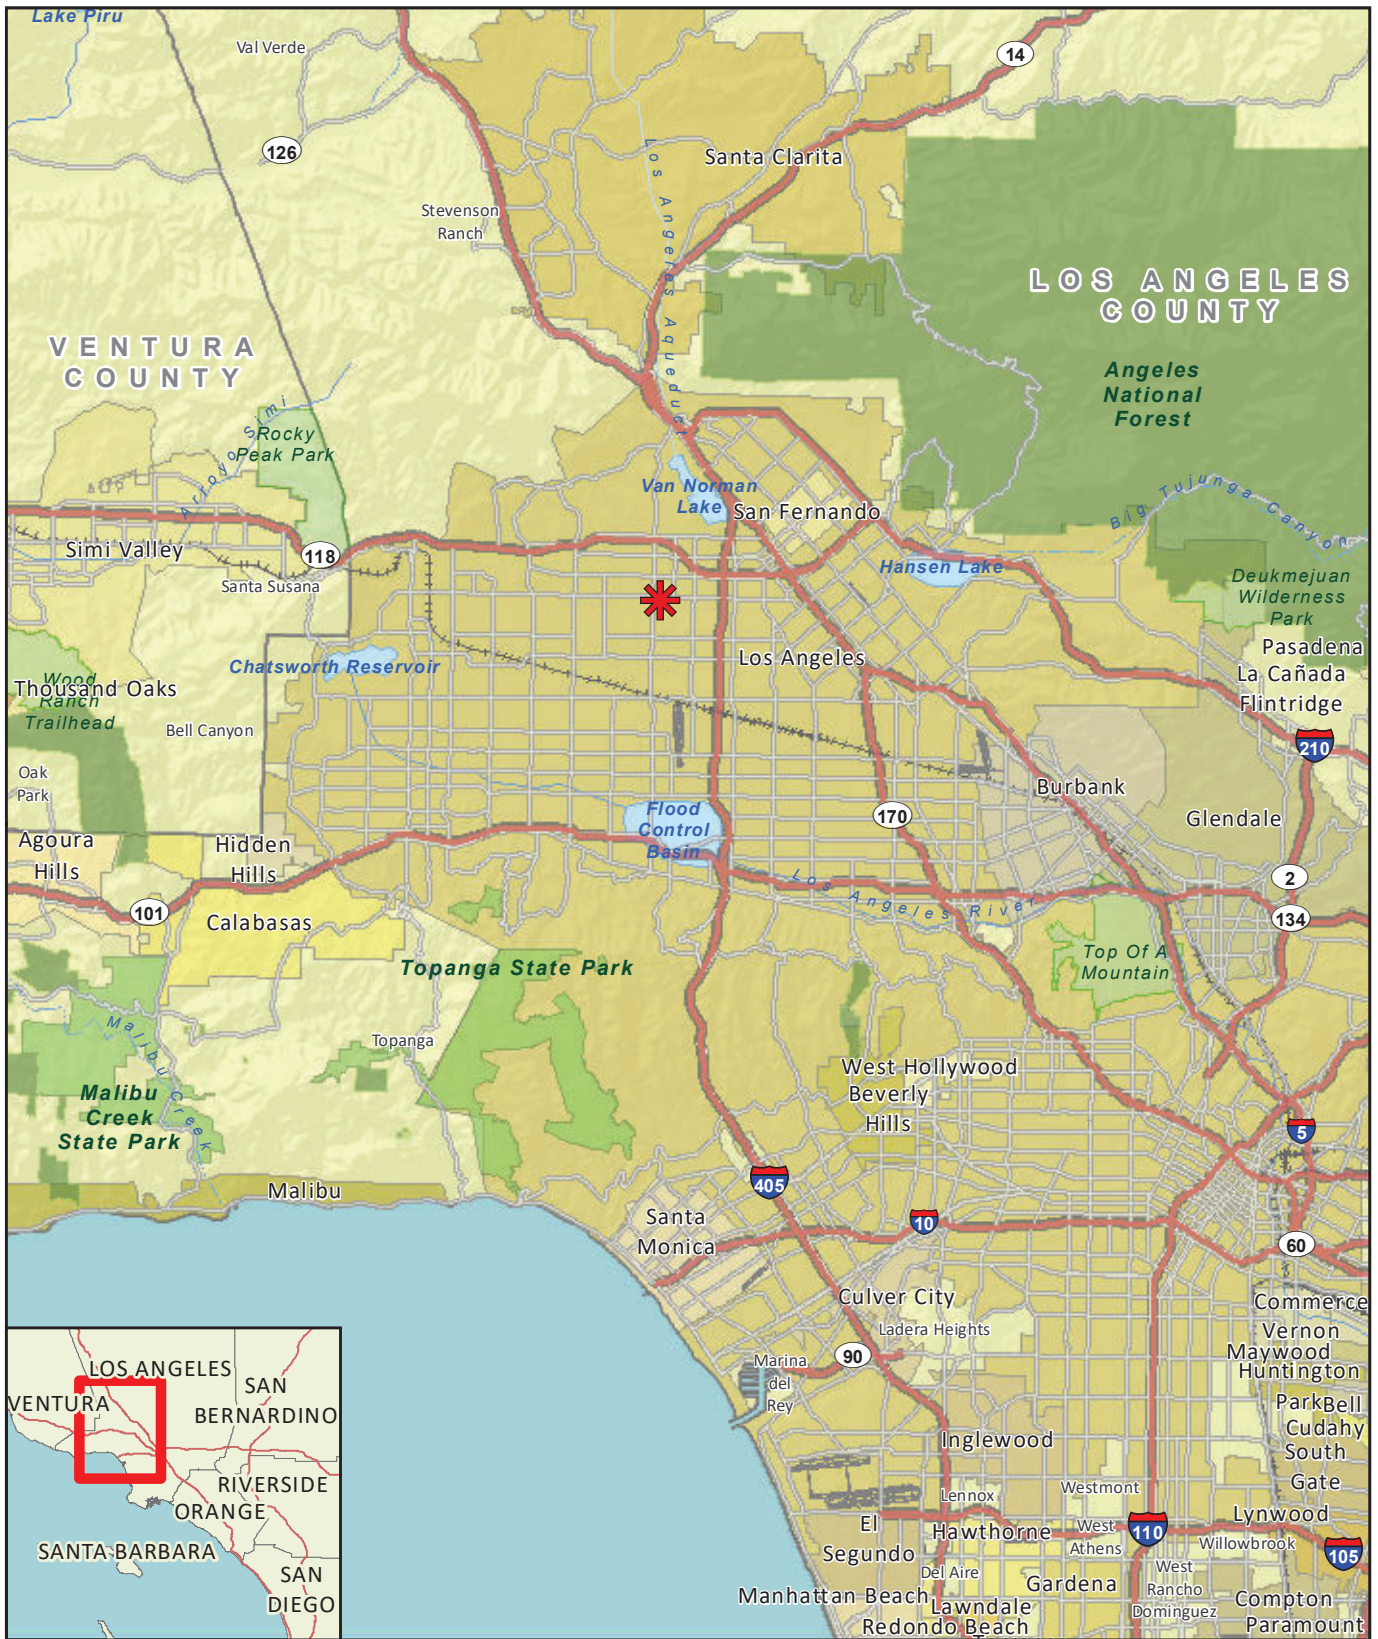 Lake Piru
Val Verde
14
126
Santa Clarita
Los Angeles Aqueduct
Stevenson
Ranch
LOS ANGELES
COUNTY
VENTURA
COUNTY
Angeles
National
Forest
Arroyo Simi
Rocky
Peak Park
Van Norman
Lake
San Fernando
Big Tujunga Canyon
Simi Valley
118
Santa Susana
Hansen Lake
Deukmejuan
Wilderness
Park
Pasadena
La Cañada
Flintridge
Los Angeles
Chatsworth Reservoir
Wood
Ranch
Trailhead
Thousand Oaks
Bell Canyon
210
Oak
Park
Burbank
Flood
Control
Basin
170
Glendale
Agoura
Hills
Hidden
Hills
2
Los Angeles River
101
134
Calabasas
Top Of A
Mountain
Topanga State Park
Malibu Creek
Topanga
West Hollywood
Beverly
Hills
Malibu
Creek
State Park
5
Malibu
405
Santa
Monica
10
60
Culver City
Commerce
Ladera Heights
Vernon
Maywood
Huntington
Park
Marina
del
Rey
90
Bell
Cudahy
South
Gate
Inglewood
Lennox
Westmont
Lynwood
El
Segundo
Hawthorne
West
Athens
110
Willowbrook
105
Del Aire
Gardena
West
Rancho
Dominguez
Manhattan Beach
Lawndale
Compton
Redondo Beach
Paramount
LOS ANGELES
VENTURA
SAN
BERNARDINO
RIVERSIDE
ORANGE
SANTA BARBARA
SAN
DIEGO